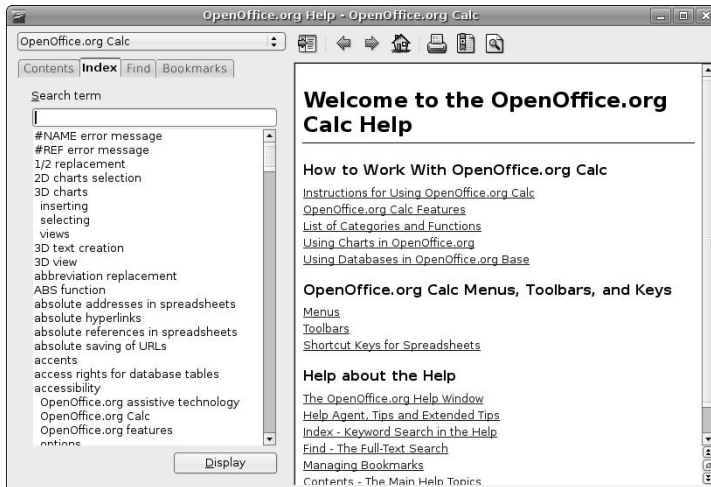 OpenOffice.org Help - OpenOffice.org Calc
OpenOffice.org Calc
Contents Index Find Bookmarks
Search term
#NAME error message
#REF error message
1/2 replacement
2D charts selection
3D charts
inserting
selecting
views
3D text creation
3D view
abbreviation replacement
ABS function
absolute addresses in spreadsheets
absolute hyperlinks
absolute references in spreadsheets
absolute saving of URLs
accents
access rights for database tables
accessibility
OpenOffice.org assistive technology
OpenOffice.org Calc
OpenOffice.org features
options
Display
Welcome to the OpenOffice.org
Calc Help
How to Work With OpenOffice.org Calc
Instructions for Using OpenOffice.org Calc
OpenOffice.org Calc Features
List of Categories and Functions
Using Charts in OpenOffice.org
Using Databases in OpenOffice.org Base
OpenOffice.org Calc Menus, Toolbars, and Keys
Menus
Toolbars
Shortcut Keys for Spreadsheets
Help about the Help
The OpenOffice.org Help Window
Help Agent, Tips and Extended Tips
Index - Keyword Search in the Help
Find - The Full-Text Search
Managing Bookmarks
Contents - The Main Help Topics